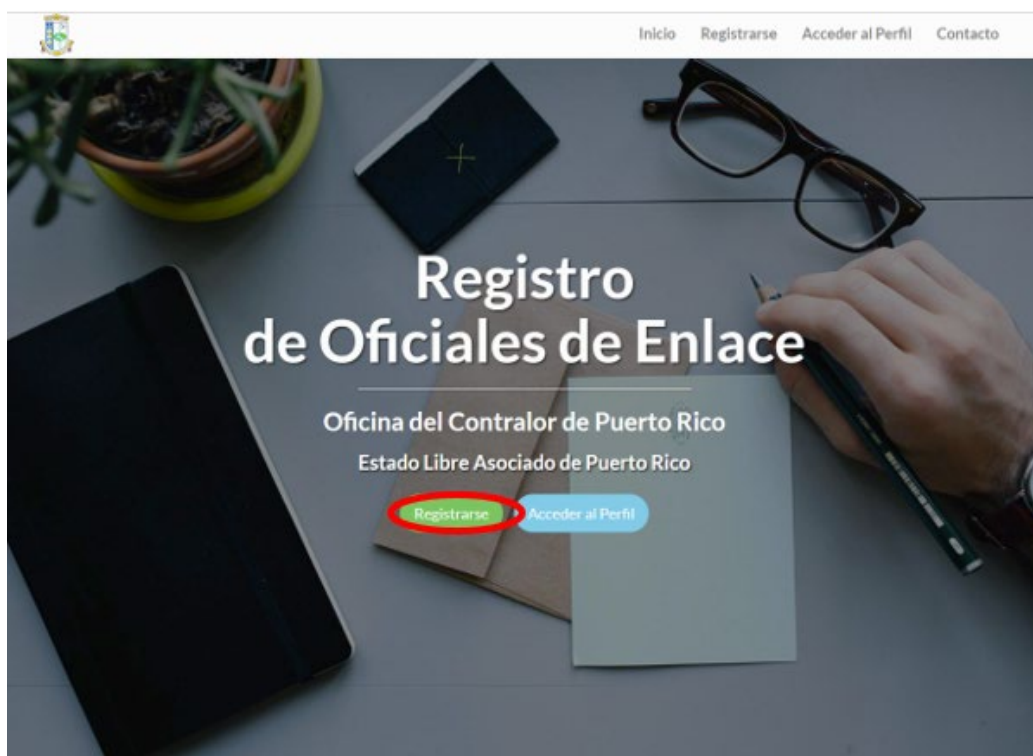 Inicio Registrarse Acceder al Perfil Contacto
Registro
de Oficiales de Enlace
Oficina del Contralor de Puerto Rico
Estado Libre Asociado de Puerto Rico
Registrarse Acceder al Perfil